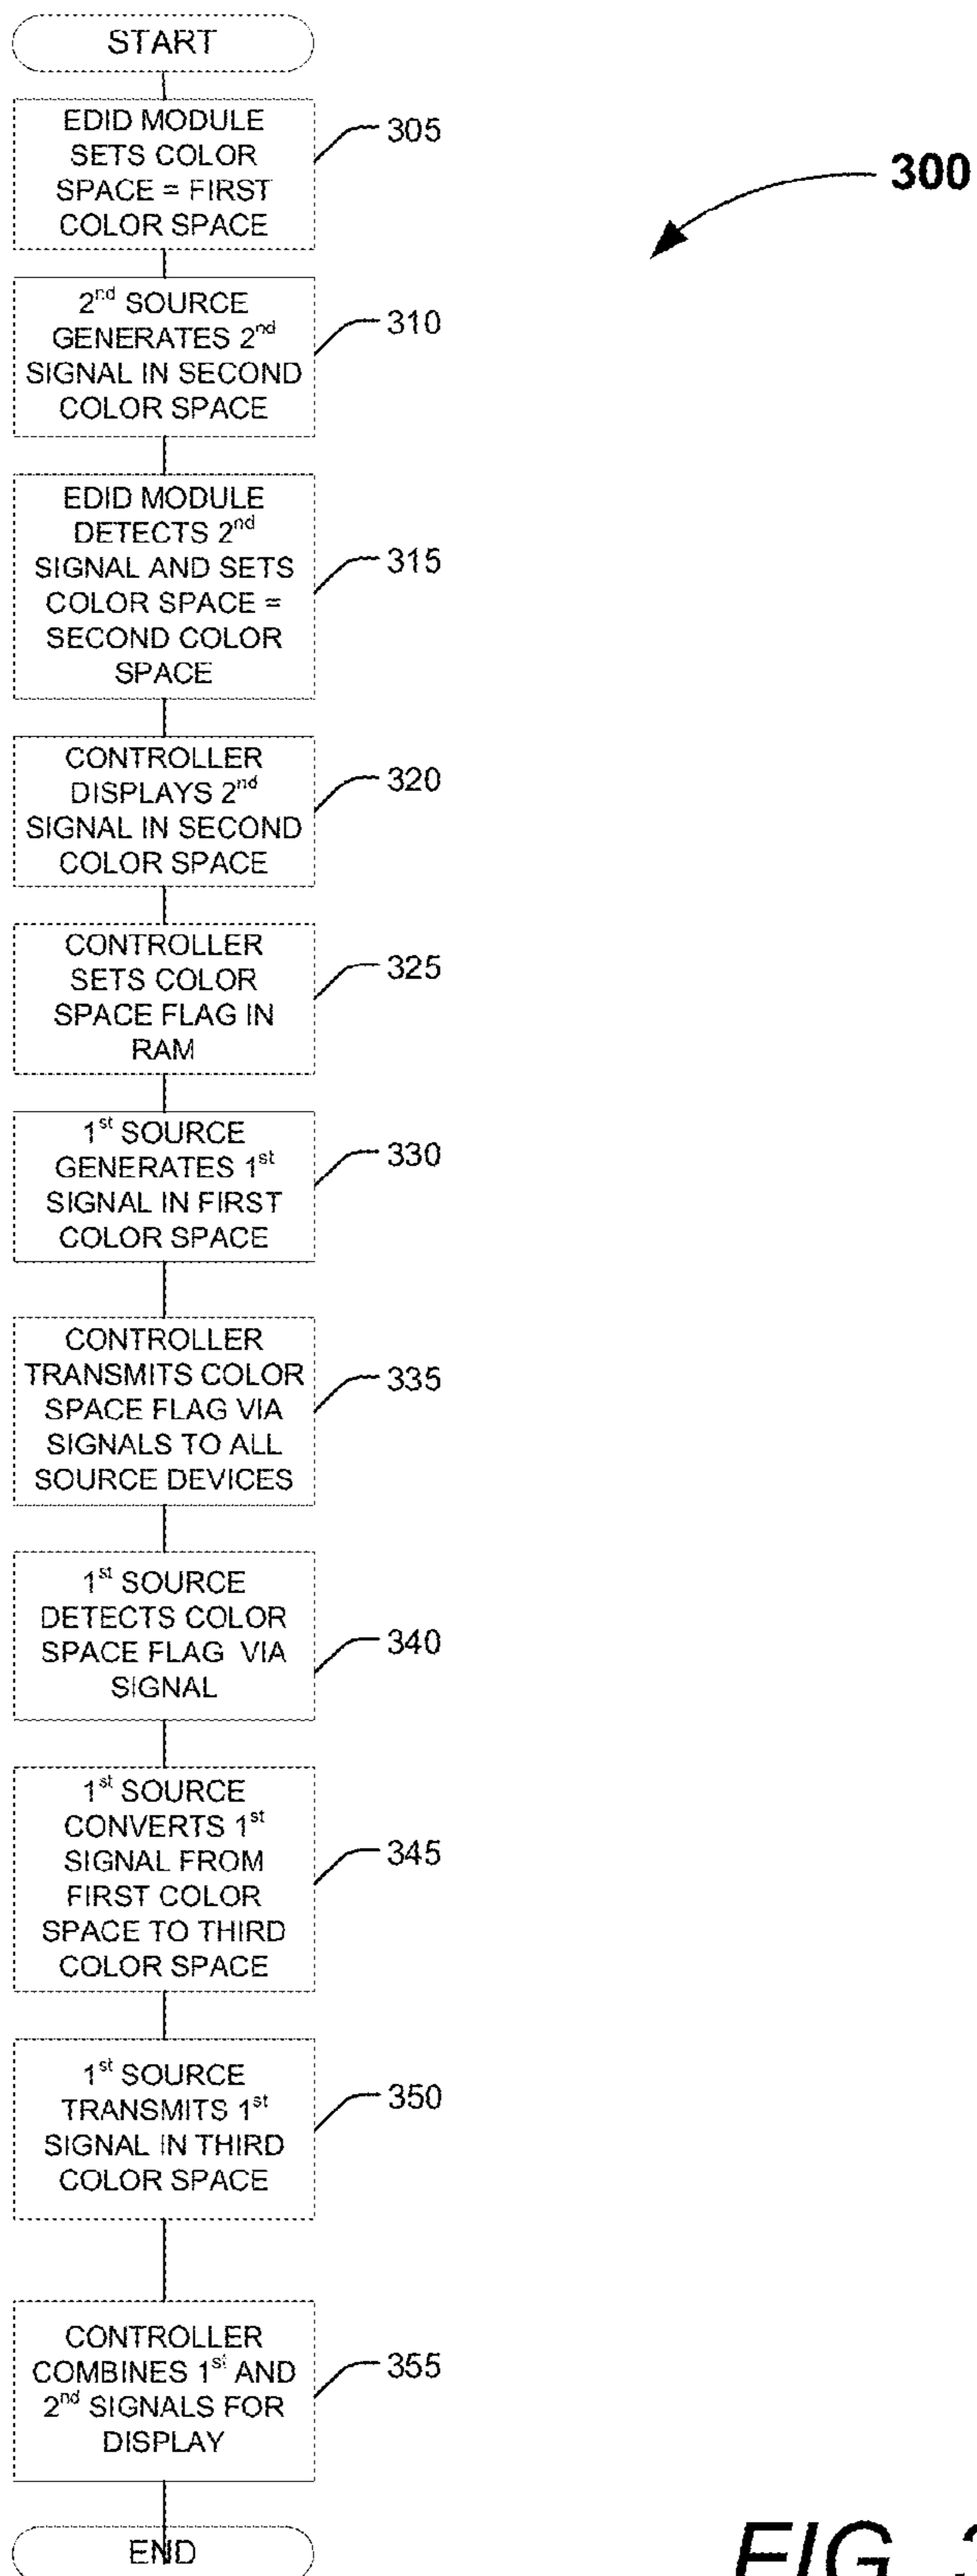 START
EDID MODULE
SETS COLOR
SPACE = FIRST
COLOR SPACE
305
300
2nd SOURCE
GENERATES 2nd
SIGNAL IN SECOND
COLOR SPACE
310
EDID MODULE
DETECTS 2nd
SIGNAL AND SETS
COLOR SPACE =
SECOND COLOR
SPACE
315
CONTROLLER
DISPLAYS 2nd
SIGNAL IN SECOND
COLOR SPACE
320
CONTROLLER
SETS COLOR
SPACE FLAG IN
RAM
325
1st SOURCE
GENERATES 1st
SIGNAL IN FIRST
COLOR SPACE
330
CONTROLLER
TRANSMITS COLOR
SPACE FLAG VIA
SIGNALS TO ALL
SOURCE DEVICES
335
1st SOURCE
DETECTS COLOR
SPACE FLAG VIA
SIGNAL
340
1st SOURCE
CONVERTS 1st
SIGNAL FROM
FIRST COLOR
SPACE TO THIRD
COLOR SPACE
345
1st SOURCE
TRANSMITS 1st
SIGNAL IN THIRD
COLOR SPACE
350
CONTROLLER
COMBINES 1st AND
2nd SIGNALS FOR
DISPLAY
355
END
FIG. 3